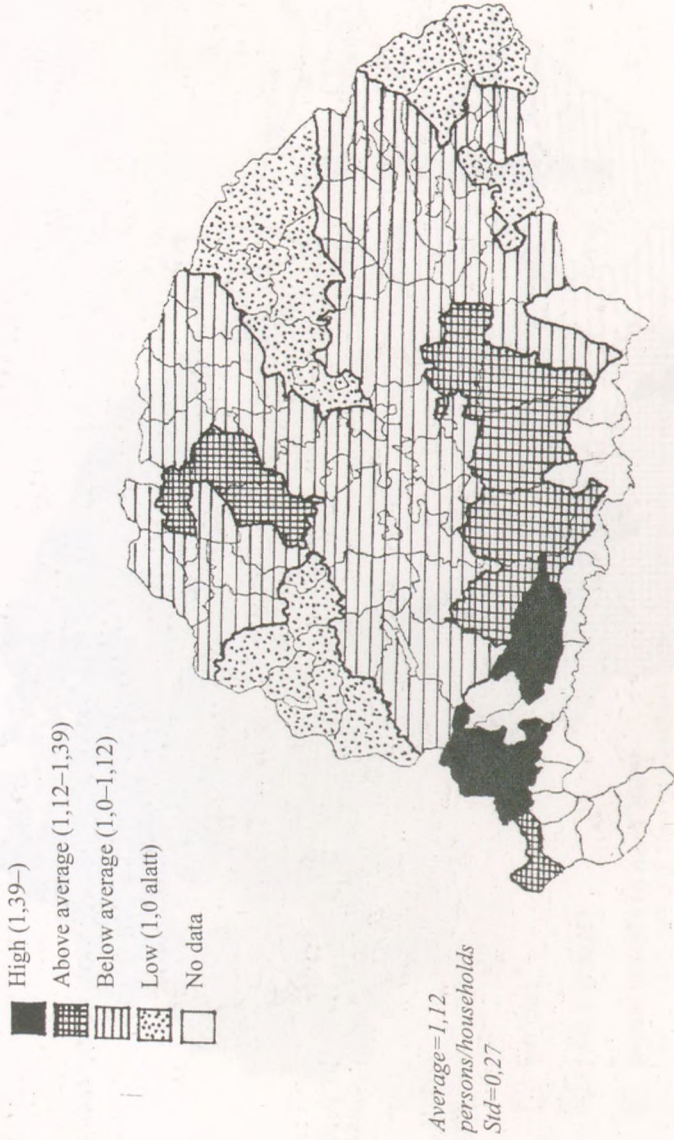 High (1,39–)
Above average (1,12–1,39)
Below average (1,0–1,12)
Low (1,0 alatt)
No data
Average=1,12
persons/households
Std=0,27